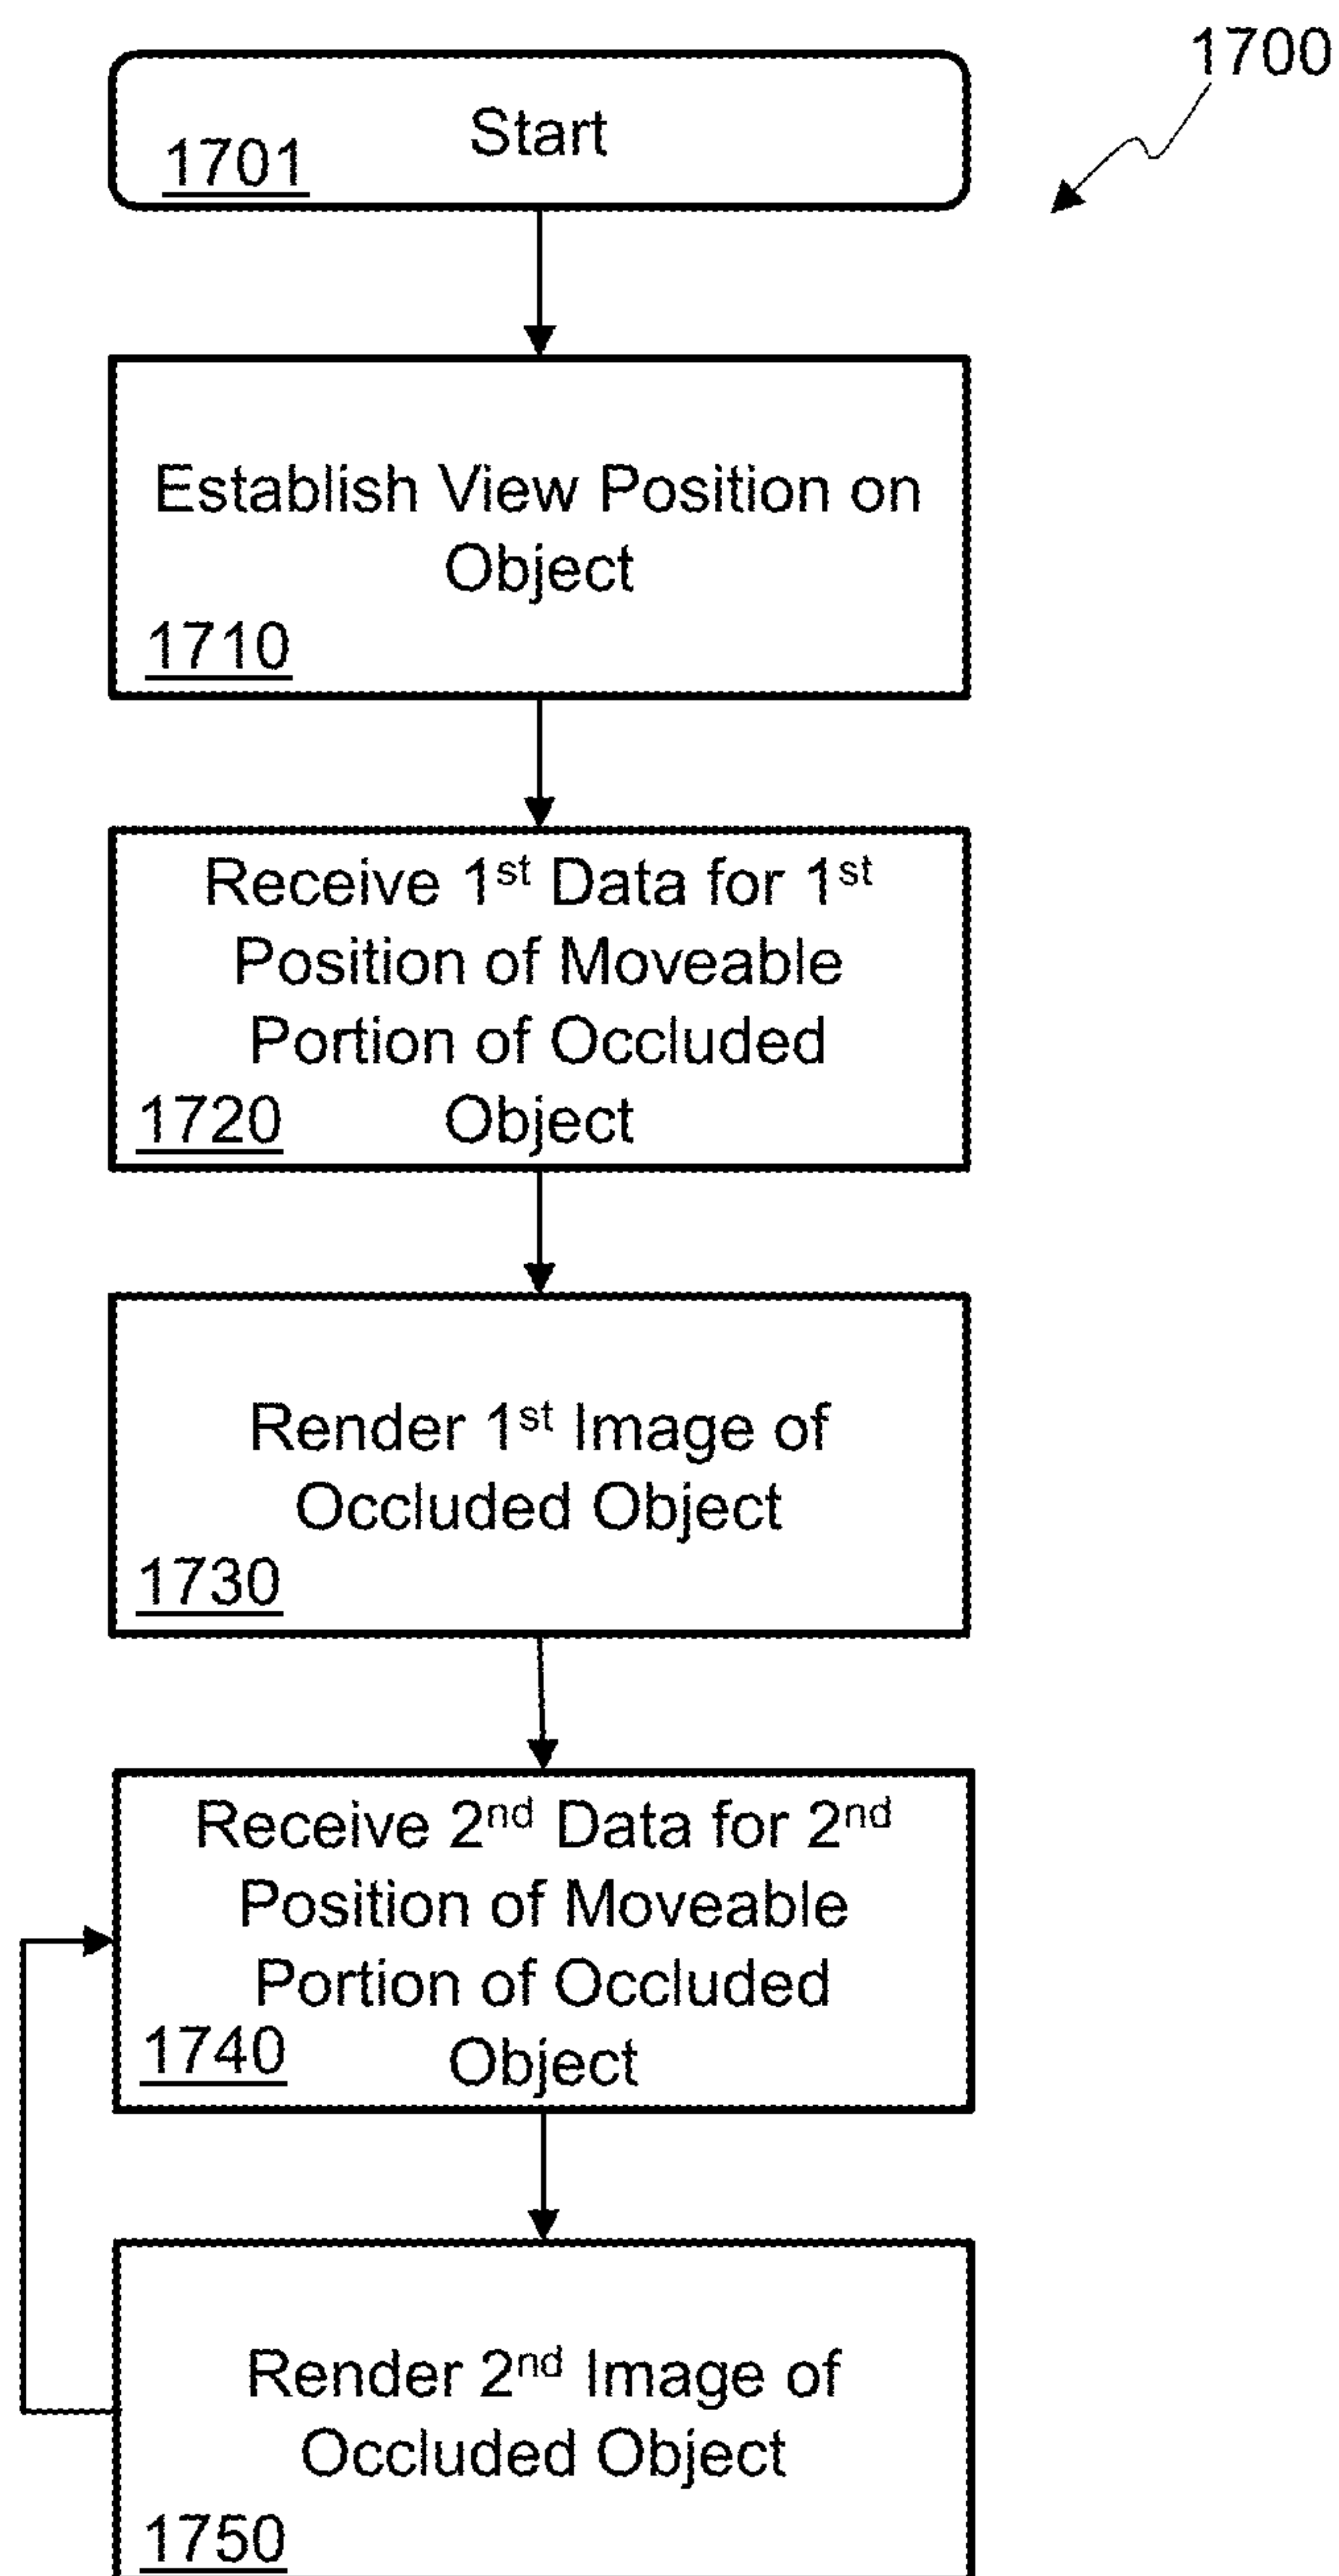 1700
Start
1701
Establish View Position on
Object
1710
Receive 1st Data for 1st
Position of Moveable
Portion of Occluded
1720 Object
Render 1st Image of
Occluded Object
1730
Receive 2nd Data for 2nd
Position of Moveable
Portion of Occluded
1740 Object
Render 2nd Image of
Occluded Object
1750